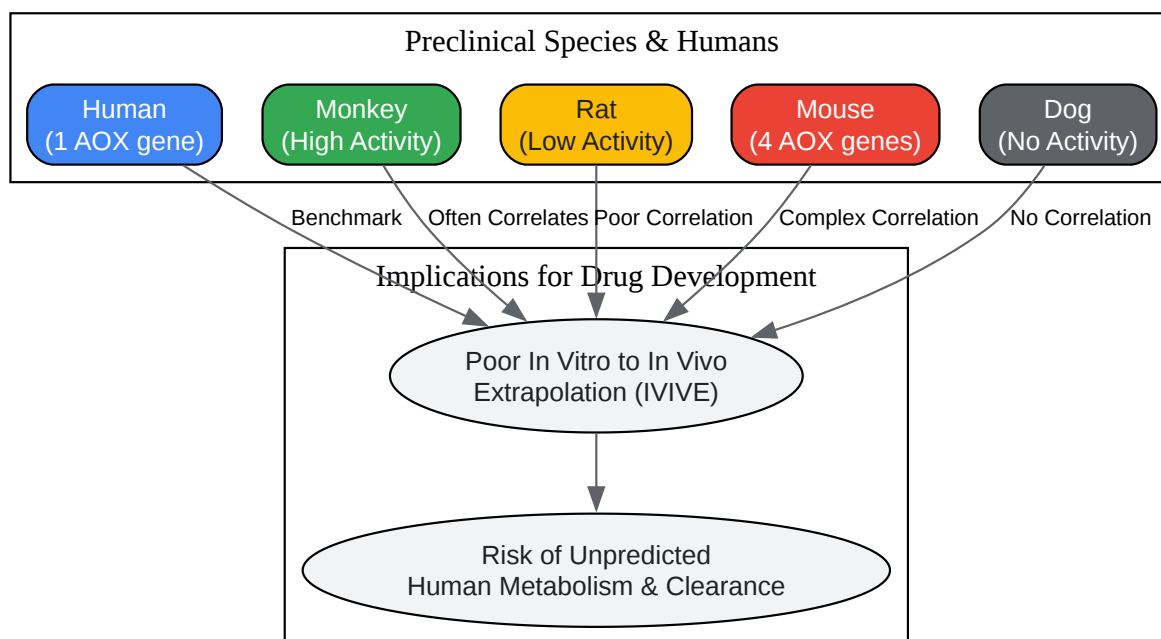 Preclinical Species & Humans
Human
(1 AOX gene)
Monkey
(High Activity)
Rat
(Low Activity)
Mouse
(4 AOX genes)
Dog
(No Activity)
Benchmark
Often Correlates
Poor Correlation
Complex Correlation
No Correlation
Implications for Drug Development
Poor In Vitro to In Vivo
Extrapolation (IVIVE)
Risk of Unpredicted
Human Metabolism & Clearance